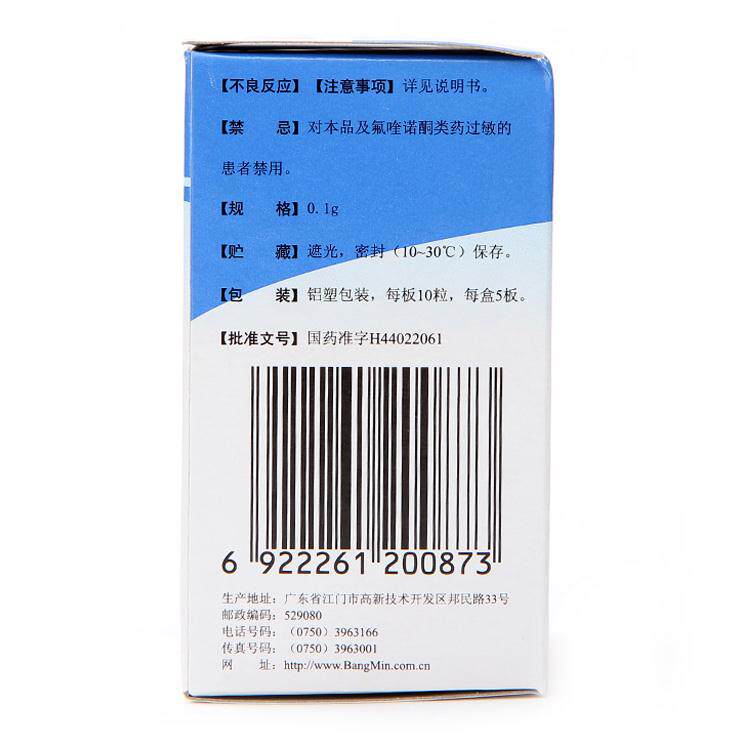 【不良反应】【注意事项】详见说明书。
【禁 忌】对本品及氟喹诺酮类药过敏的
患者禁用。
【规 格】0.1g
【贮 藏】遮光，密封（10~30℃）保存。
【包 装】铝塑包装，每板10粒，每盒5板。
【批准文号】国药准字H44022061
6 922261 200873
生产地址：广东省江门市高新技术开发区邦民路33号
邮政编码：529080
电话号码：（0750）3963166
传真号码：（0750）3963001
网 址：http://www.BangMin.com.cn